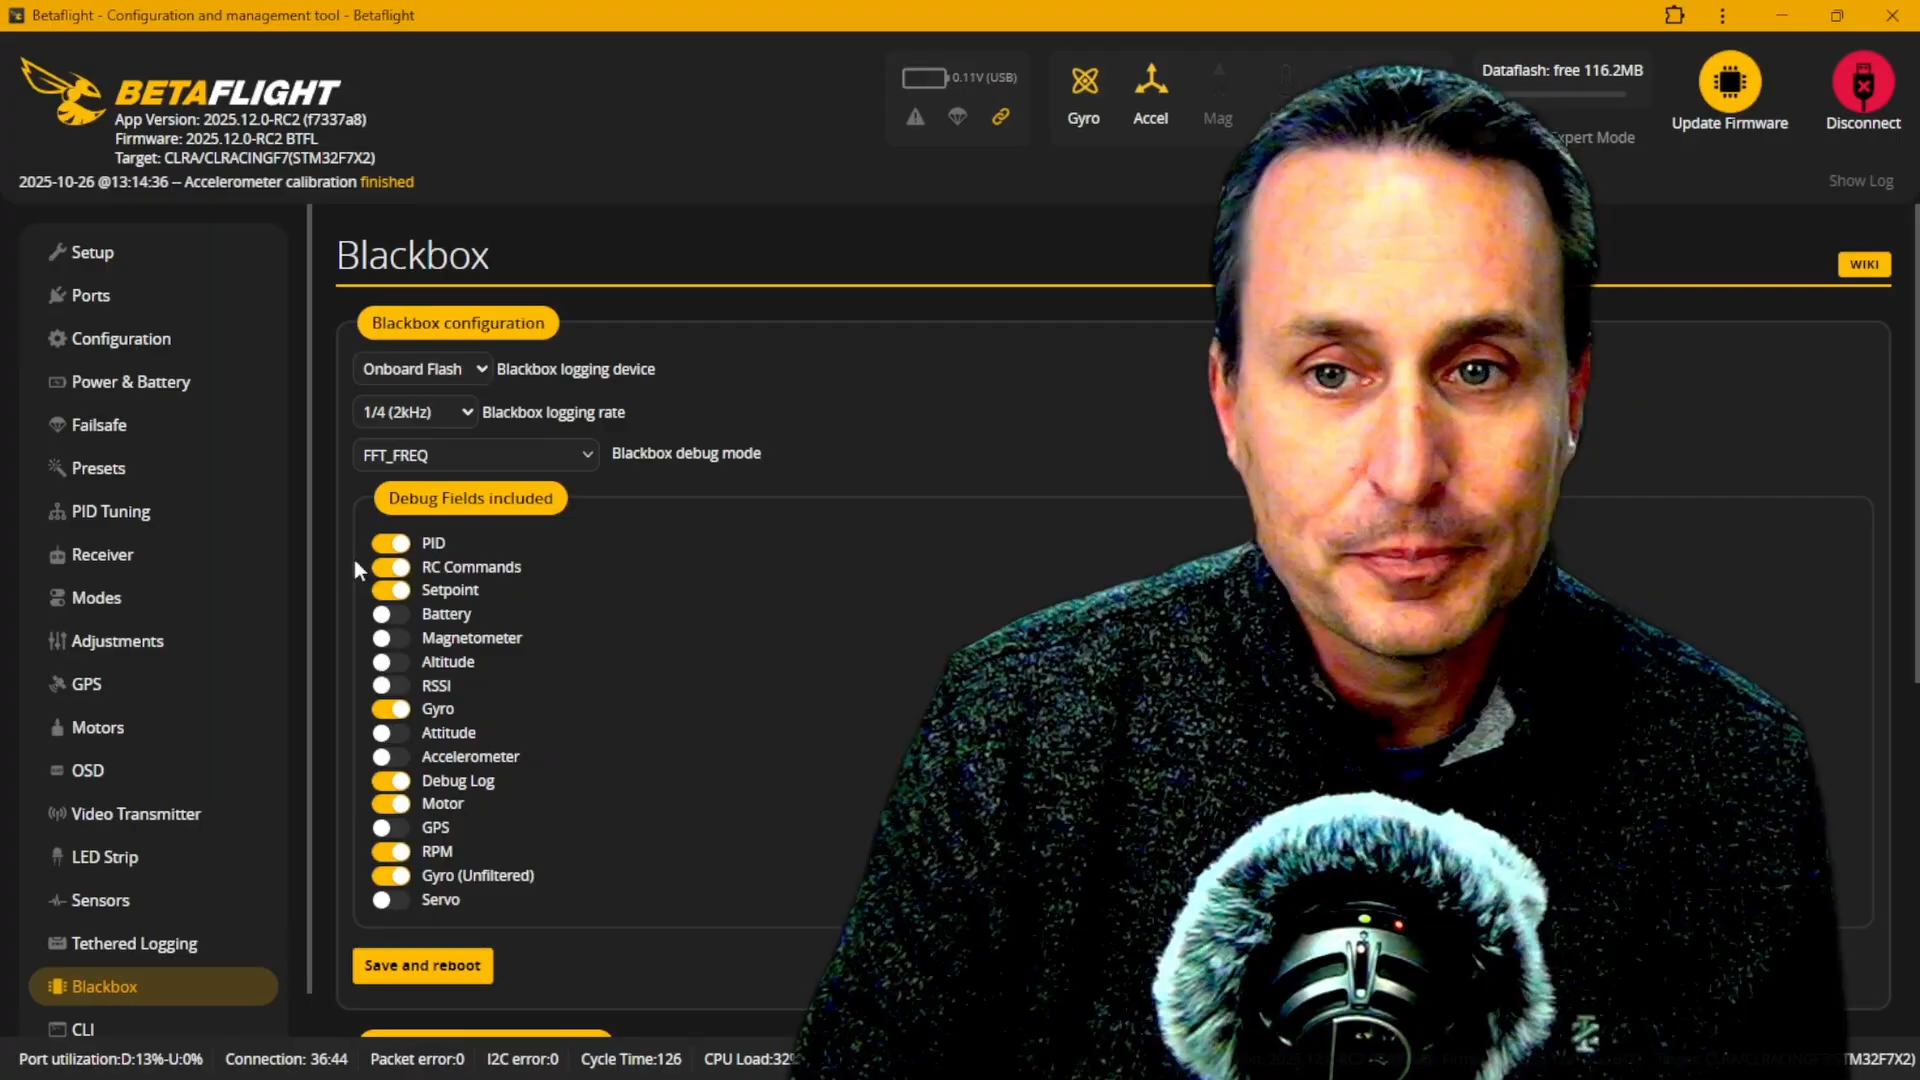 Betaflight - Configuration and management tool - Betaflight
BETAFLIGHT
App Version: 2025.12.0-RC2 (f7337a8)
Firmware: 2025.12.0-RC2 BTFL
Target: CLRA/CLRACINGF7(STM32F7X2)
2025-10-26 @13:14:36 -- Accelerometer calibration finished
0.11V (USB)
Gyro
Accel
Mag
Dataflash: free 116.2MB
xpert Mode
Update Firmware
Disconnect
Show Log
Setup
Ports
Configuration
Power & Battery
Failsafe
Presets
PID Tuning
Receiver
Modes
Adjustments
GPS
Motors
OSD
Video Transmitter
LED Strip
Sensors
Tethered Logging
Blackbox
CLI
Blackbox
WIKI
Blackbox configuration
Onboard Flash Blackbox logging device
1/4 (2kHz) Blackbox logging rate
FFT_FREQ Blackbox debug mode
Debug Fields included
PID
RC Commands
Setpoint
Battery
Magnetometer
Altitude
RSSI
Gyro
Attitude
Accelerometer
Debug Log
Motor
GPS
RPM
Gyro (Unfiltered)
Servo
Save and reboot
Port utilization:D:13%-U:0% Connection: 36:44 Packet error:0 I2C error:0 Cycle Time:126 CPU Load:32% TM32F7X2)